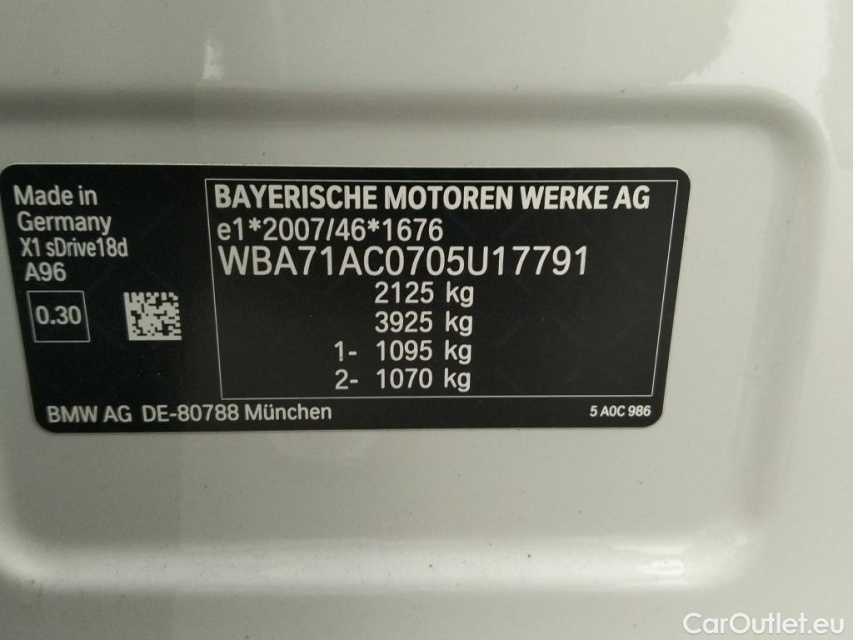 Made in
Germany
X1 sDrive18d
A96
0.30
BAYERISCHE MOTOREN WERKE AG
e1*2007/46*1676
WBA71AC0705U17791
2125 kg
3925 kg
1- 1095 kg
2- 1070 kg
BMW AG DE-80788 München
5 A0C 986
CarOutlet.eu